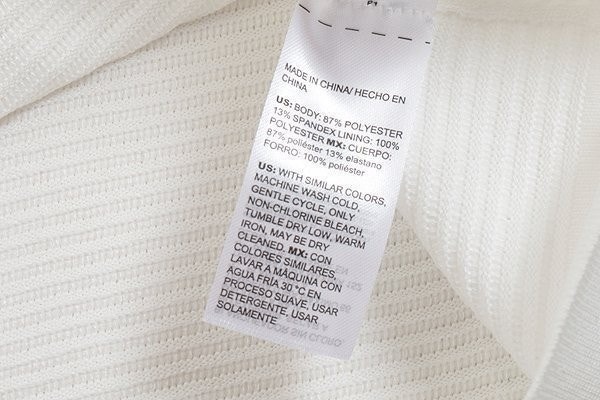 P1
MADE IN CHINA/ HECHO EN
CHINA
US: BODY: 87% POLYESTER
13% SPANDEX LINING: 100%
POLYESTER MX: CUERPO:
87% poliéster 13% elastano
FORRO: 100% poliéster
US: WITH SIMILAR COLORS,
MACHINE WASH COLD,
GENTLE CYCLE, ONLY
NON-CHLORINE BLEACH,
TUMBLE DRY LOW, WARM
IRON, MAY BE DRY
CLEANED. MX: CON
COLORES SIMILARES,
LAVAR A MÁQUINA CON
AGUA FRÍA 30 °C EN
PROCESO SUAVE, USAR
DETERGENTE, USAR
SOLAMENTE